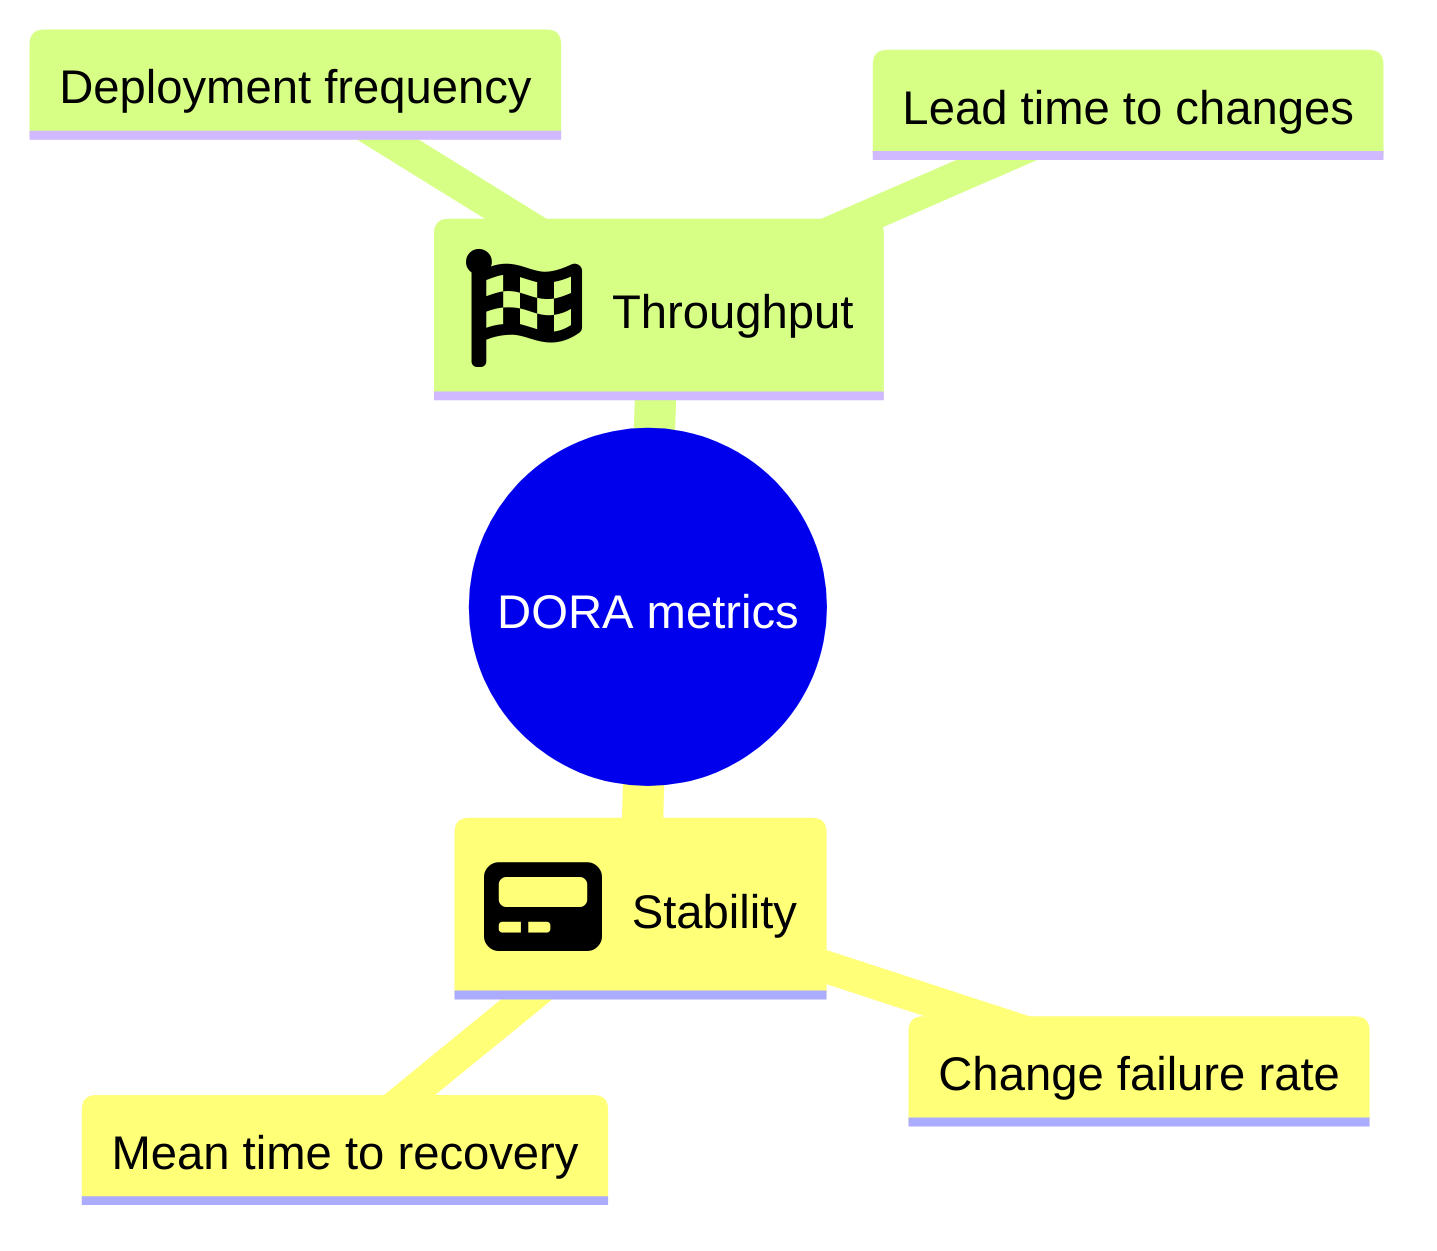 Deployment frequency
Lead time to changes
Throughput
DORA metrics
Stability
Change failure rate
Mean time to recovery